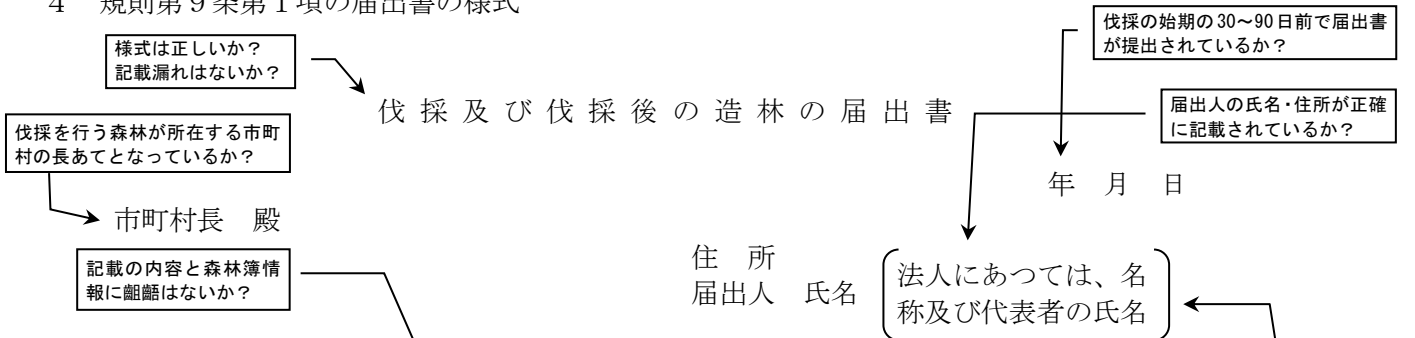 4　規則第9条第1項の届出書の様式
伐採の始期の30～90日前で届出書
が提出されているか？
様式は正しいか？
記載漏れはないか？
伐採及び伐採後の造林の届出書
届出人の氏名・住所が正確
に記載されているか？
伐採を行う森林が所在する市町
村の長あてとなっているか？
年　月　日
市町村長　殿
記載の内容と森林簿情
報に齟齬はないか？
住　所
届出人　氏名
法人にあつては、名
称及び代表者の氏名